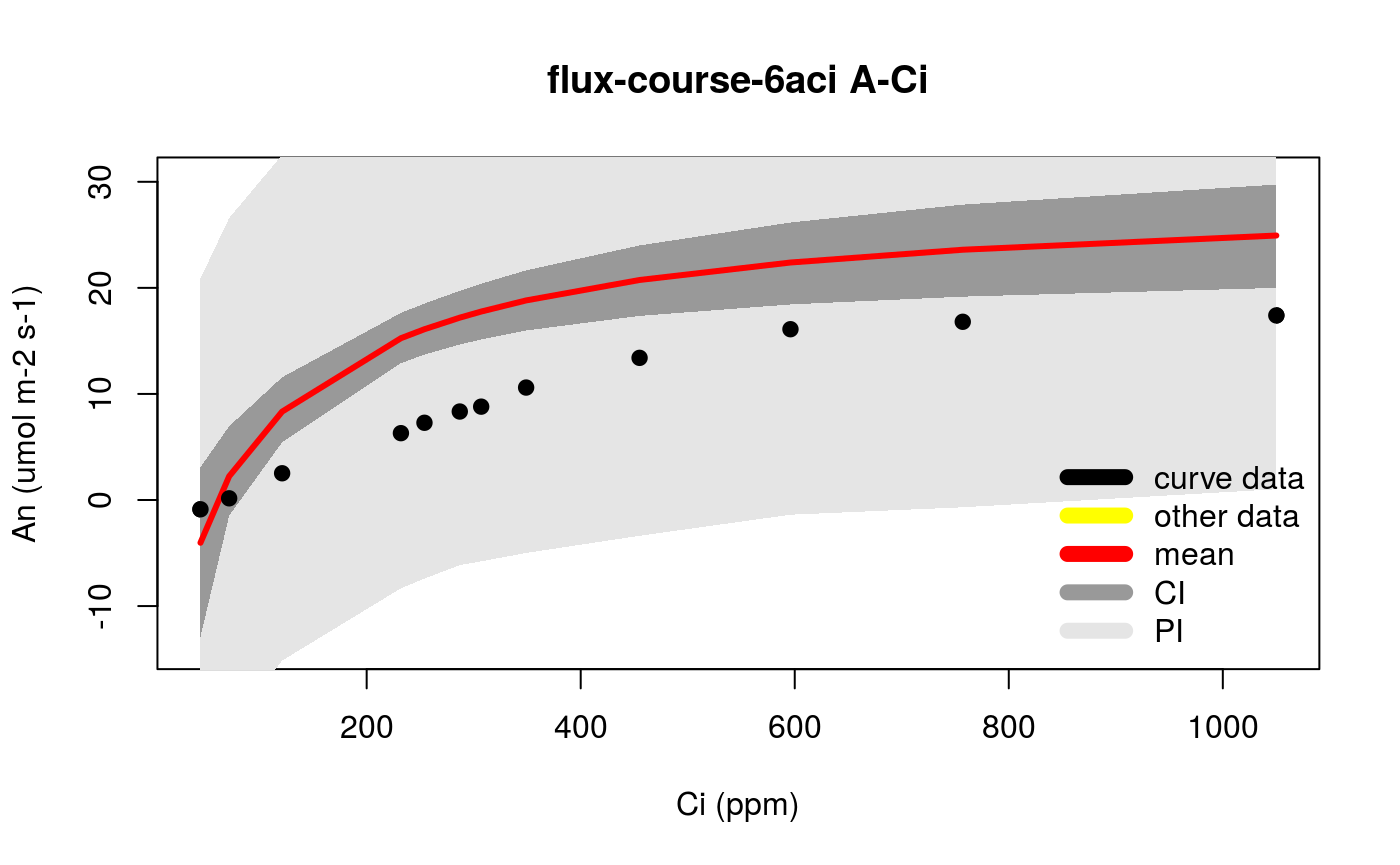 flux-course-6aci A-Ci
An (umol m-2 s-1)
30
20
10
0
-10
curve data
other data
mean
CI
PI
200 400 600 800 1000
Ci (ppm)